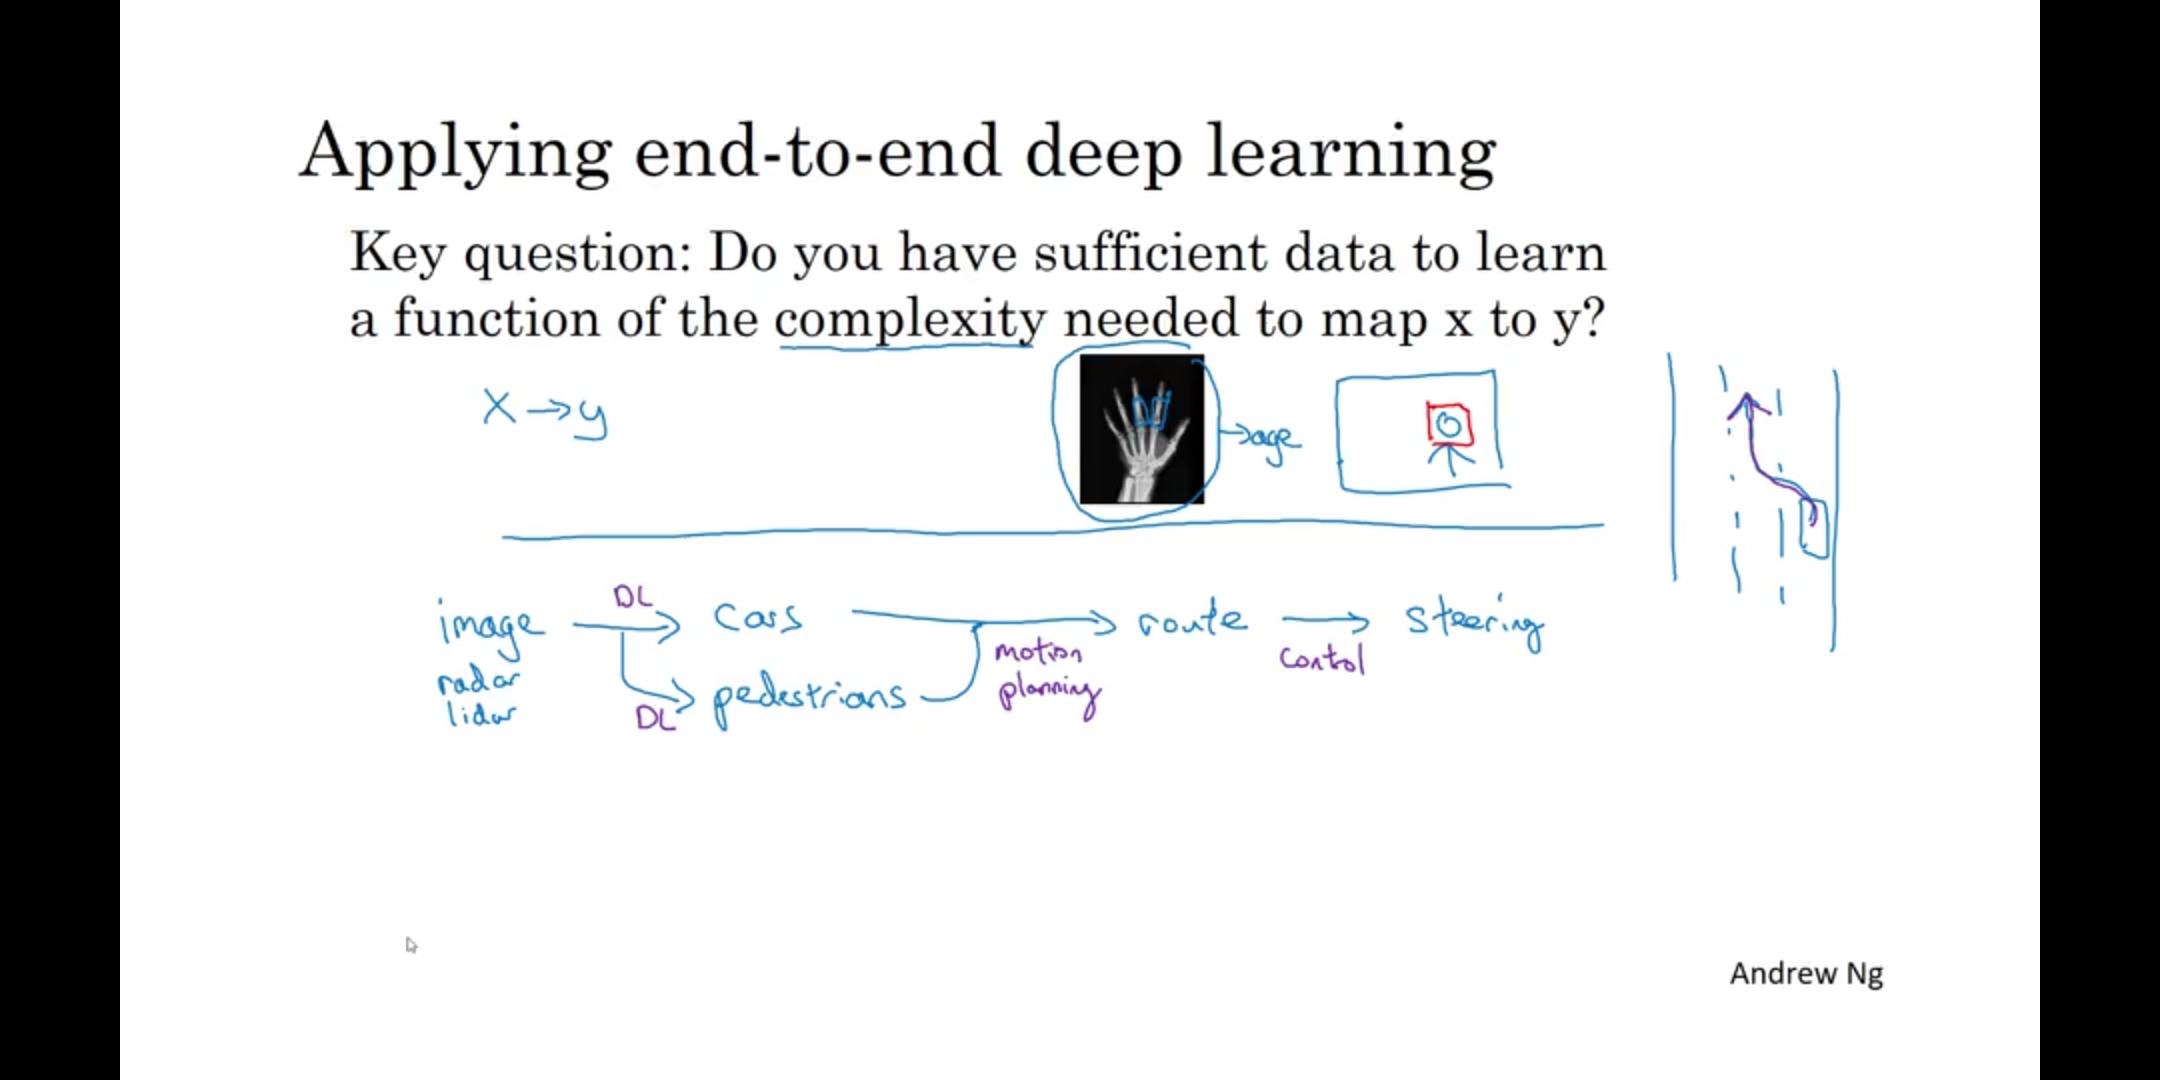 Applying end-to-end deep learning
Key question: Do you have sufficient data to learn
a function of the complexity needed to map x to y?
X → y
→ age
image
radar
lidar
DL
cars
DL
pedestrians
motion
planning
route
control
steering
Andrew Ng